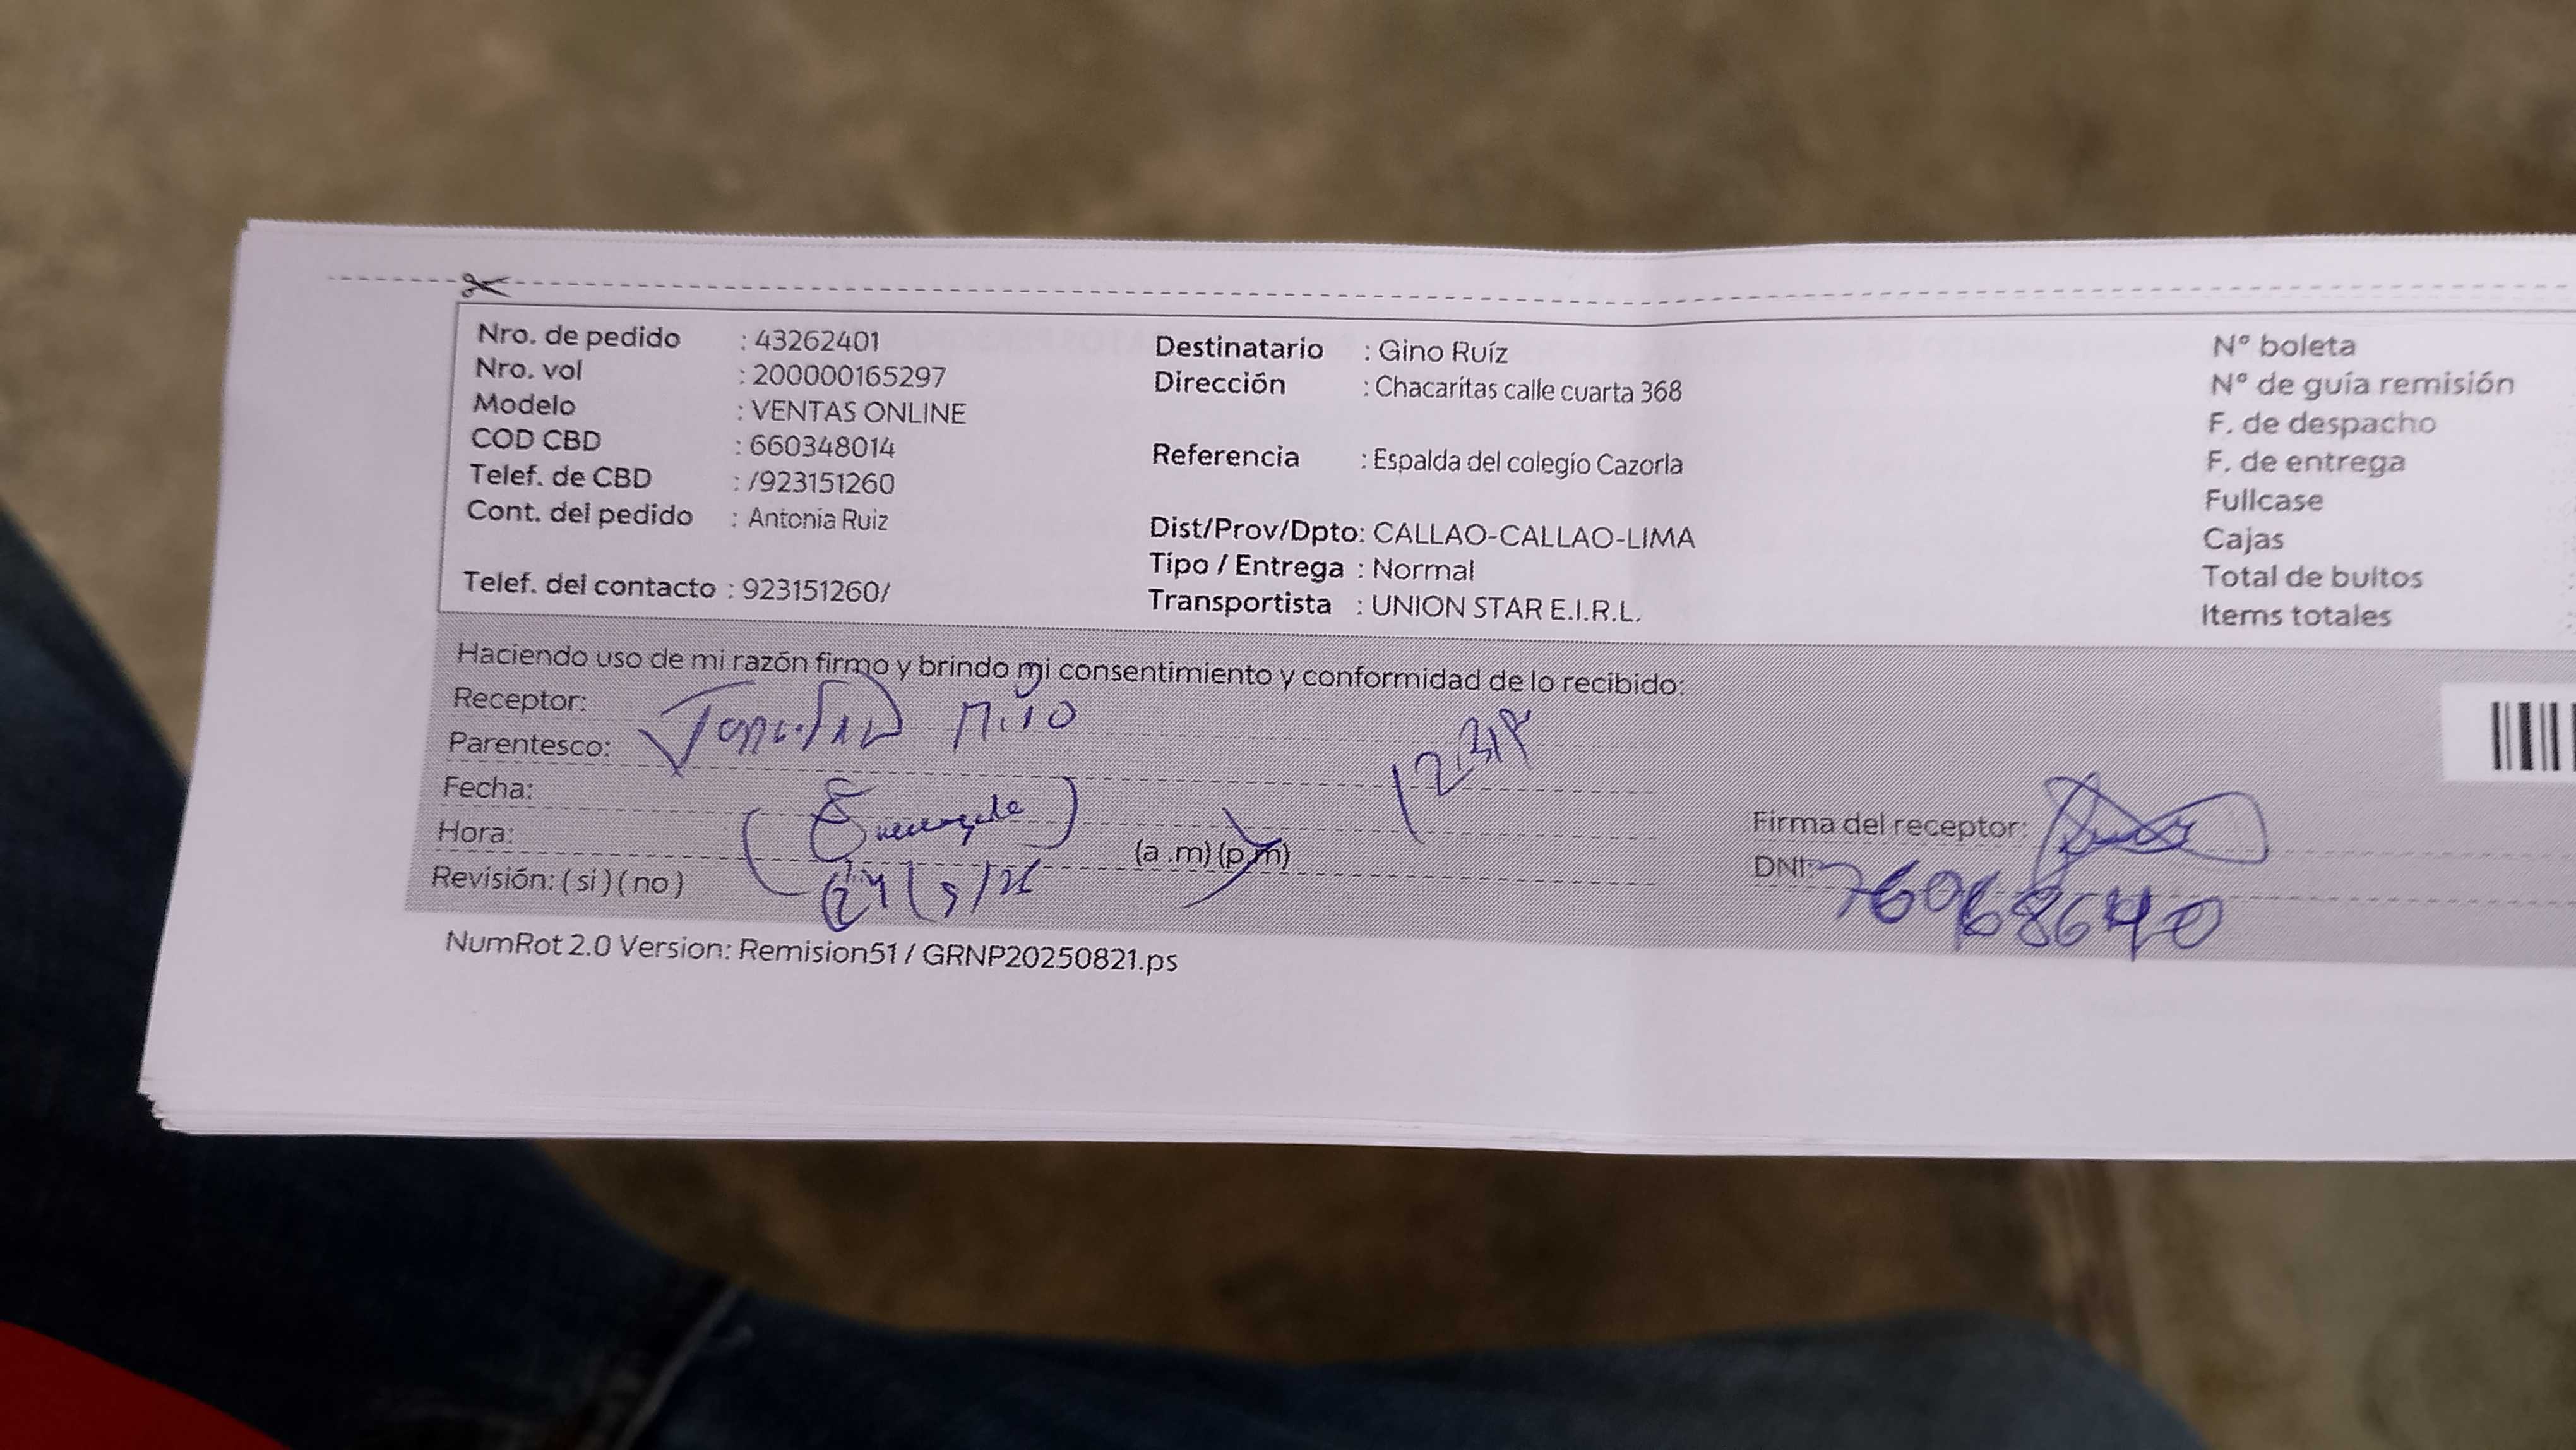 Nro. de pedido : 43262401
Nro. vol : 200000165297
Modelo : VENTAS ONLINE
COD CBD : 660348014
Telef. de CBD : /923151260
Cont. del pedido : Antonia Ruiz
Telef. del contacto : 923151260/
Destinatario : Gino Ruíz
Dirección : Chacaritas calle cuarta 368
Referencia : Espalda del colegio Cazorla
Dist/Prov/Dpto: CALLAO-CALLAO-LIMA
Tipo / Entrega : Normal
Transportista : UNION STAR E.I.R.L.
N° boleta
N° de guía remisión
F. de despacho
F. de entrega
Fullcase
Cajas
Total de bultos
Items totales
Haciendo uso de mi razón firmo y brindo mi consentimiento y conformidad de lo recibido:
Receptor:
Parentesco:
Fecha:
Hora: (a .m) (p.m)
Revisión: ( si ) ( no )
Firma del receptor:
DNI:
NumRot 2.0 Version: Remision51 / GRNP20250821.ps